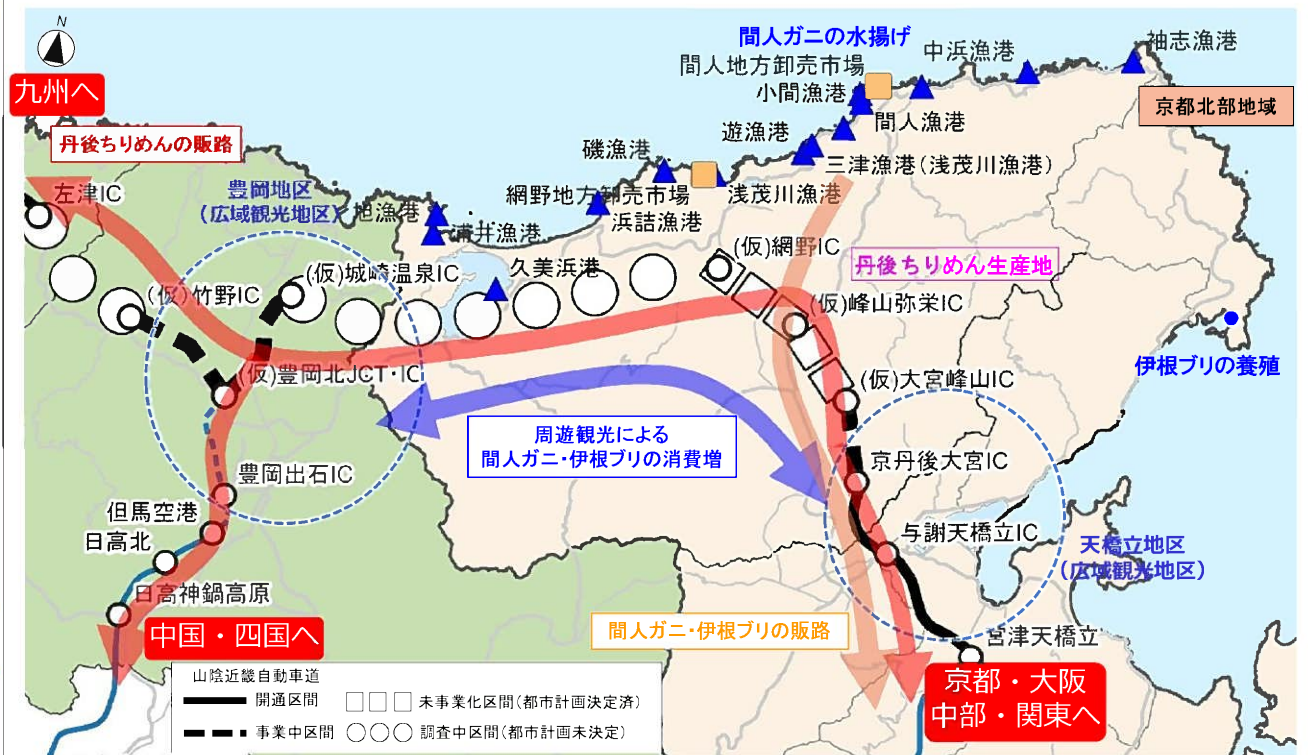 N
九州へ
間人ガニの水揚げ
間人地方卸売市場
小間漁港
中浜漁港
袖志漁港
京都北部地域
丹後ちりめんの販路
遊漁港
間人漁港
磯漁港
三津漁港(浅茂川漁港)
左津IC
豊岡地区
(広域観光地区)
旭漁港
網野地方卸売市場
浅茂川漁港
浜詰漁港
蒲井漁港
(仮)網野IC
丹後ちりめん生産地
(仮)城崎温泉IC
久美浜港
(仮)竹野IC
(仮)峰山弥栄IC
伊根ブリの養殖
(仮)豊岡北JCT・IC
(仮)大宮峰山IC
周遊観光による
間人ガニ・伊根ブリの消費増
京丹後大宮IC
豊岡出石IC
但馬空港
日高北
与謝天橋立IC
天橋立地区
(広域観光地区)
日高神鍋高原
中国・四国へ
間人ガニ・伊根ブリの販路
宮津天橋立
京都・大阪
中部・関東へ
山陰近畿自動車道
開通区間
未事業化区間(都市計画決定済)
事業中区間
調査中区間(都市計画未決定)